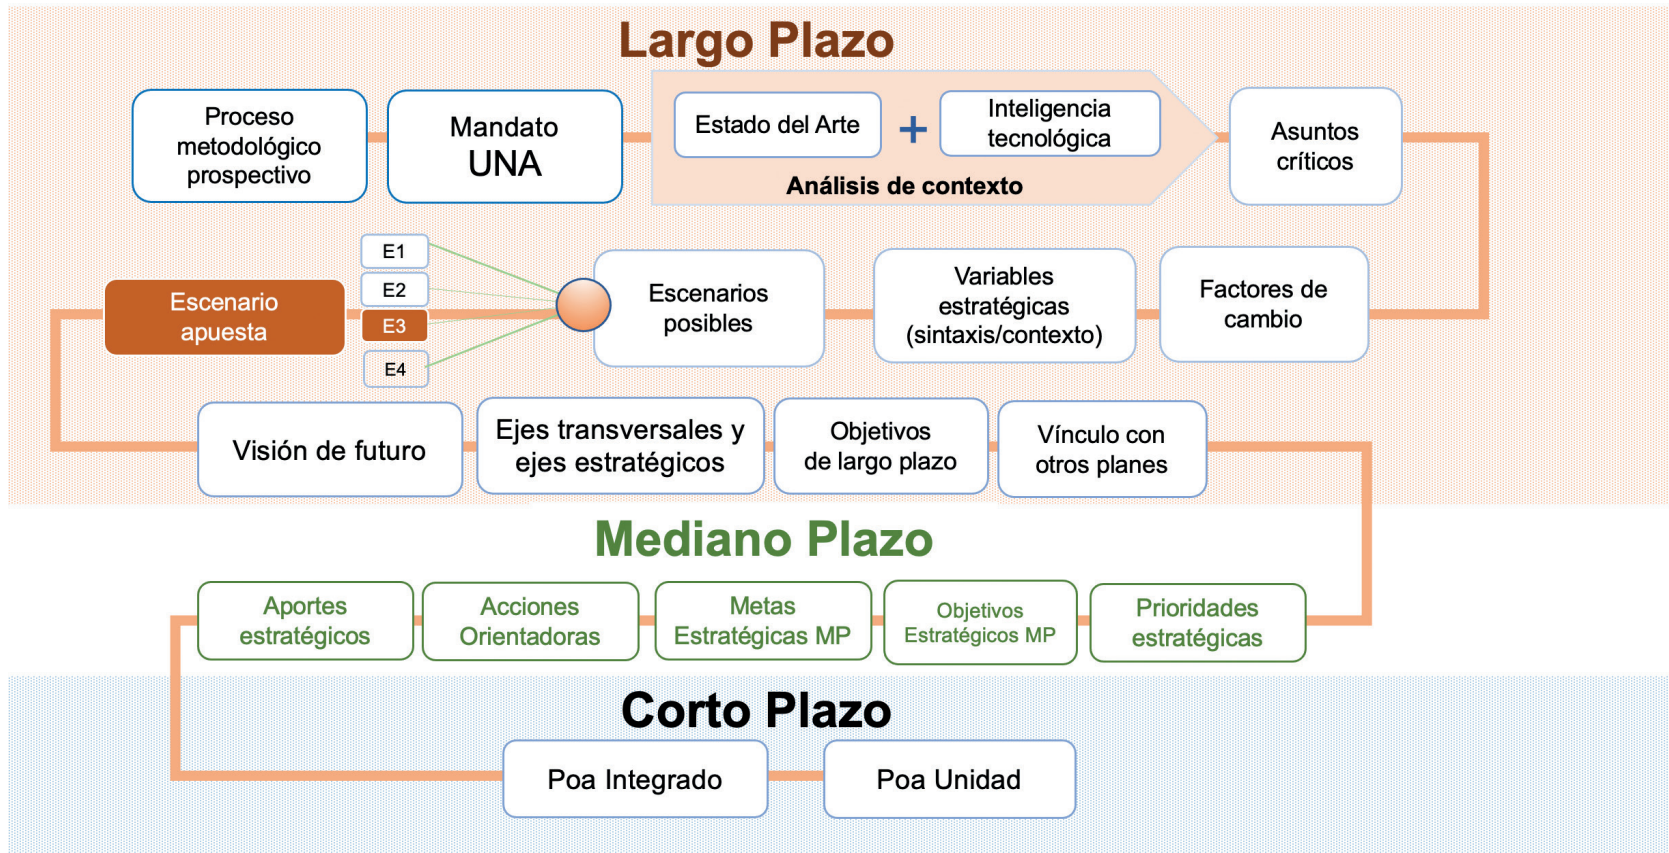 Largo Plazo
Proceso
metodológico
prospectivo
Mandato
UNA
Estado del Arte
+
Inteligencia
tecnológica
Análisis de contexto
Asuntos
críticos
Escenario
apuesta
E1
E2
E3
E4
Escenarios
posibles
Variables
estratégicas
(sintaxis/contexto)
Factores de
cambio
Visión de futuro
Ejes transversales y
ejes estratégicos
Objetivos
de largo plazo
Vínculo con
otros planes
Mediano Plazo
Aportes
estratégicos
Acciones
Orientadoras
Metas
Estratégicas MP
Objetivos
Estratégicos MP
Prioridades
estratégicas
Corto Plazo
Poa Integrado
Poa Unidad